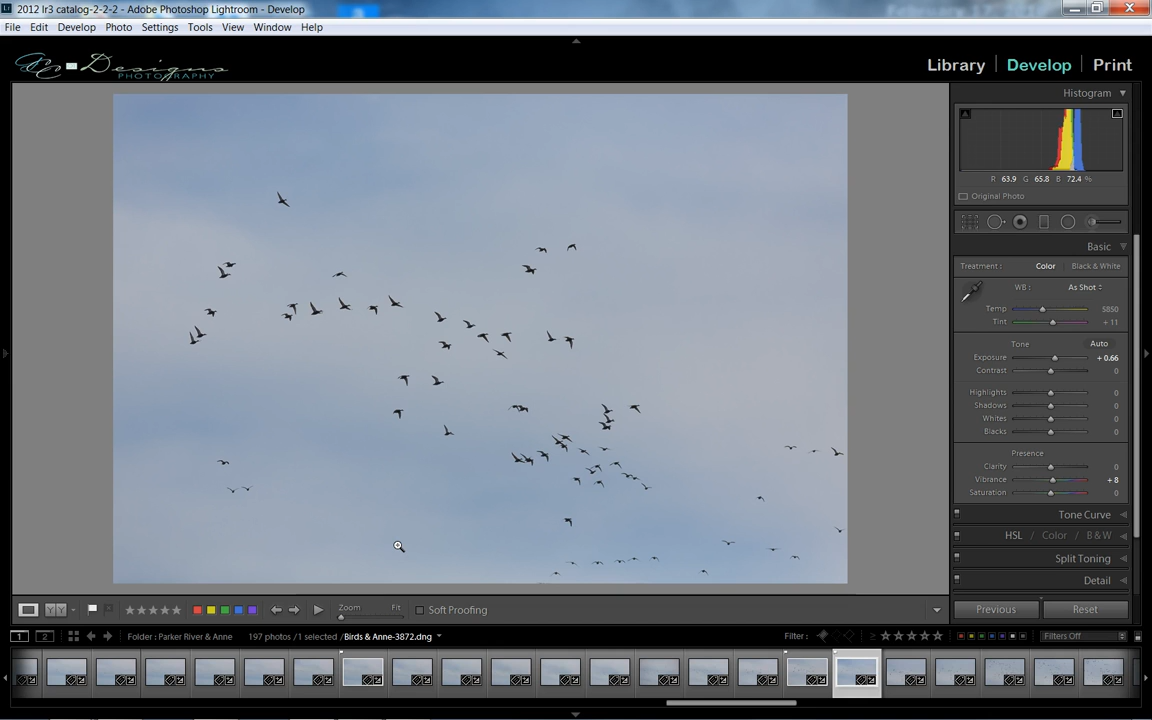 2012 lr3 catalog-2-2-2 - Adobe Photoshop Lightroom - Develop
File Edit Develop Photo Settings Tools View Window Help
Designs
PHOTOGRAPHY
Library | Develop | Print
Histogram
R 63.9 G 65.8 B 72.4 %
Original Photo
Basic
Treatment : Color Black & White
WB : As Shot
Temp 5850
Tint + 11
Tone Auto
Exposure + 0.66
Contrast 0
Highlights 0
Shadows 0
Whites 0
Blacks 0
Presence
Clarity 0
Vibrance + 8
Saturation 0
Tone Curve
HSL / Color / B & W
Split Toning
Detail
Y Y Zoom Fit Soft Proofing
Previous Reset
1 2 Folder : Parker River & Anne 197 photos /1 selected /Birds & Anne-3872.dng Filter : Filters Off